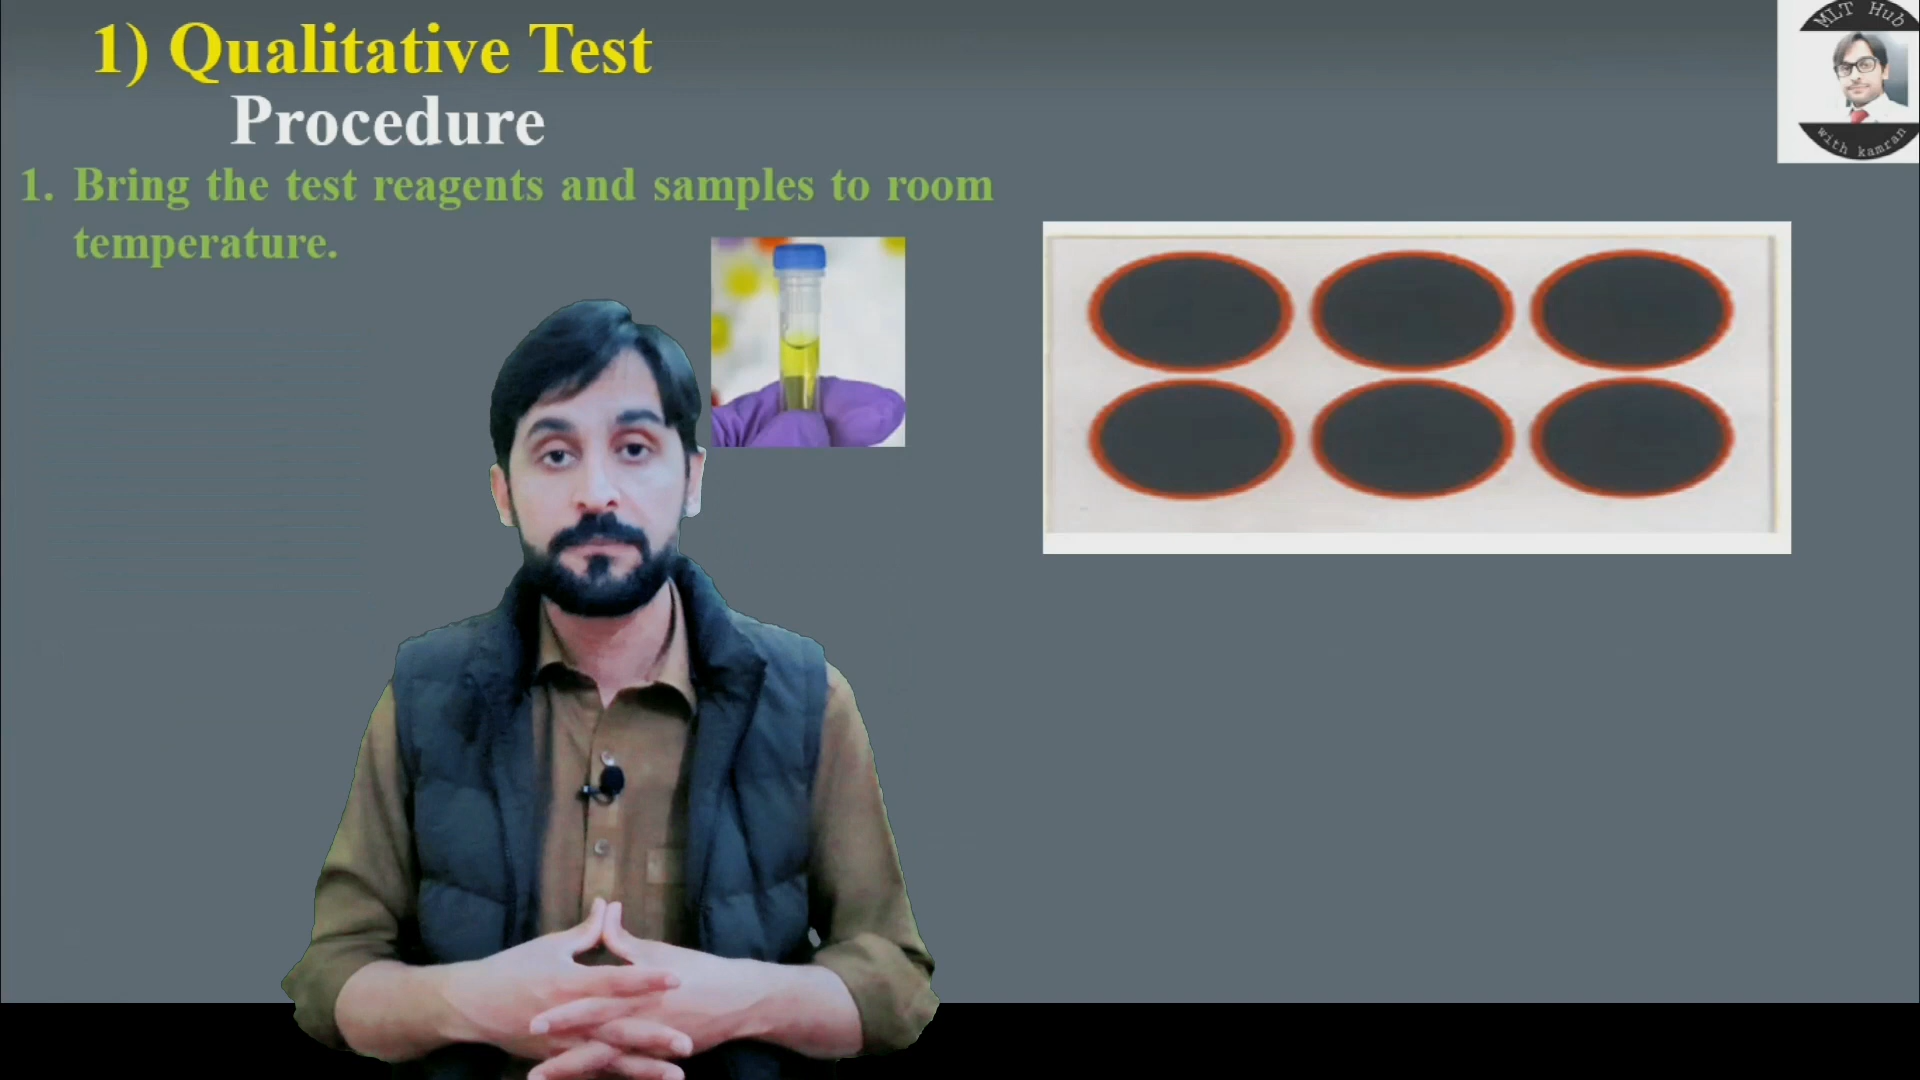 1) Qualitative Test
Procedure
1. Bring the test reagents and samples to room
temperature.
MLT Hub
with kamran